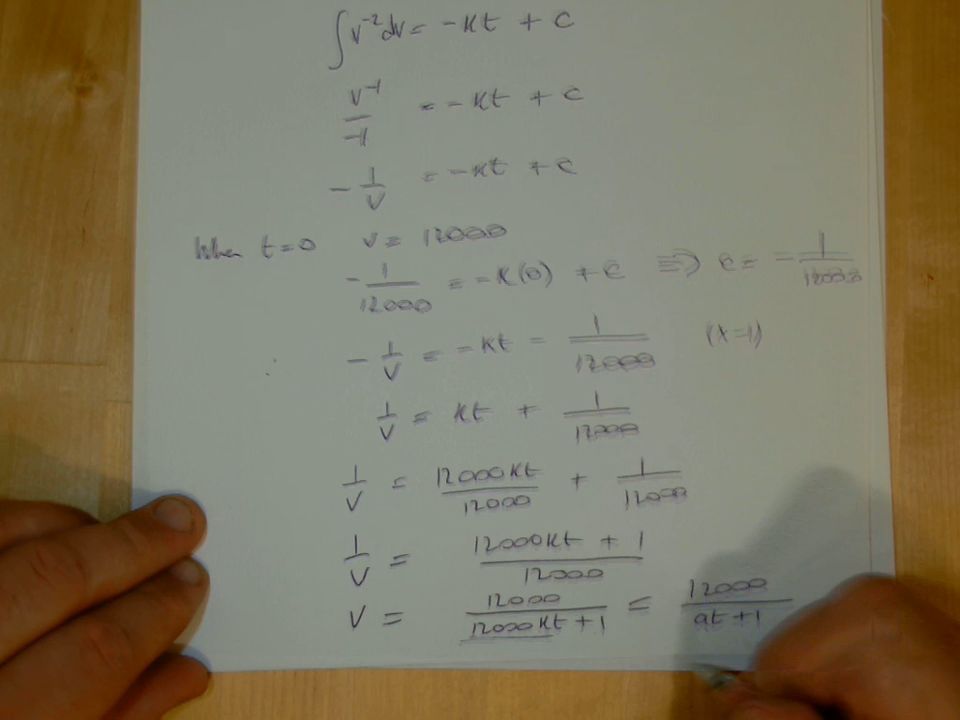 ∫v⁻²dv = -kt + c
v⁻¹/-1 = -kt + c
-1/v = -kt + c
When t=0 v= 12000
-1/12000 = -k(0) + c ⇒ c= -1/12000
-1/v = -kt - 1/12000 (x-1)
1/v = kt + 1/12000
1/v = 12000kt/12000 + 1/12000
1/v = 12000kt + 1/12000
v = 12000/12000kt+1 = 12000/at+1